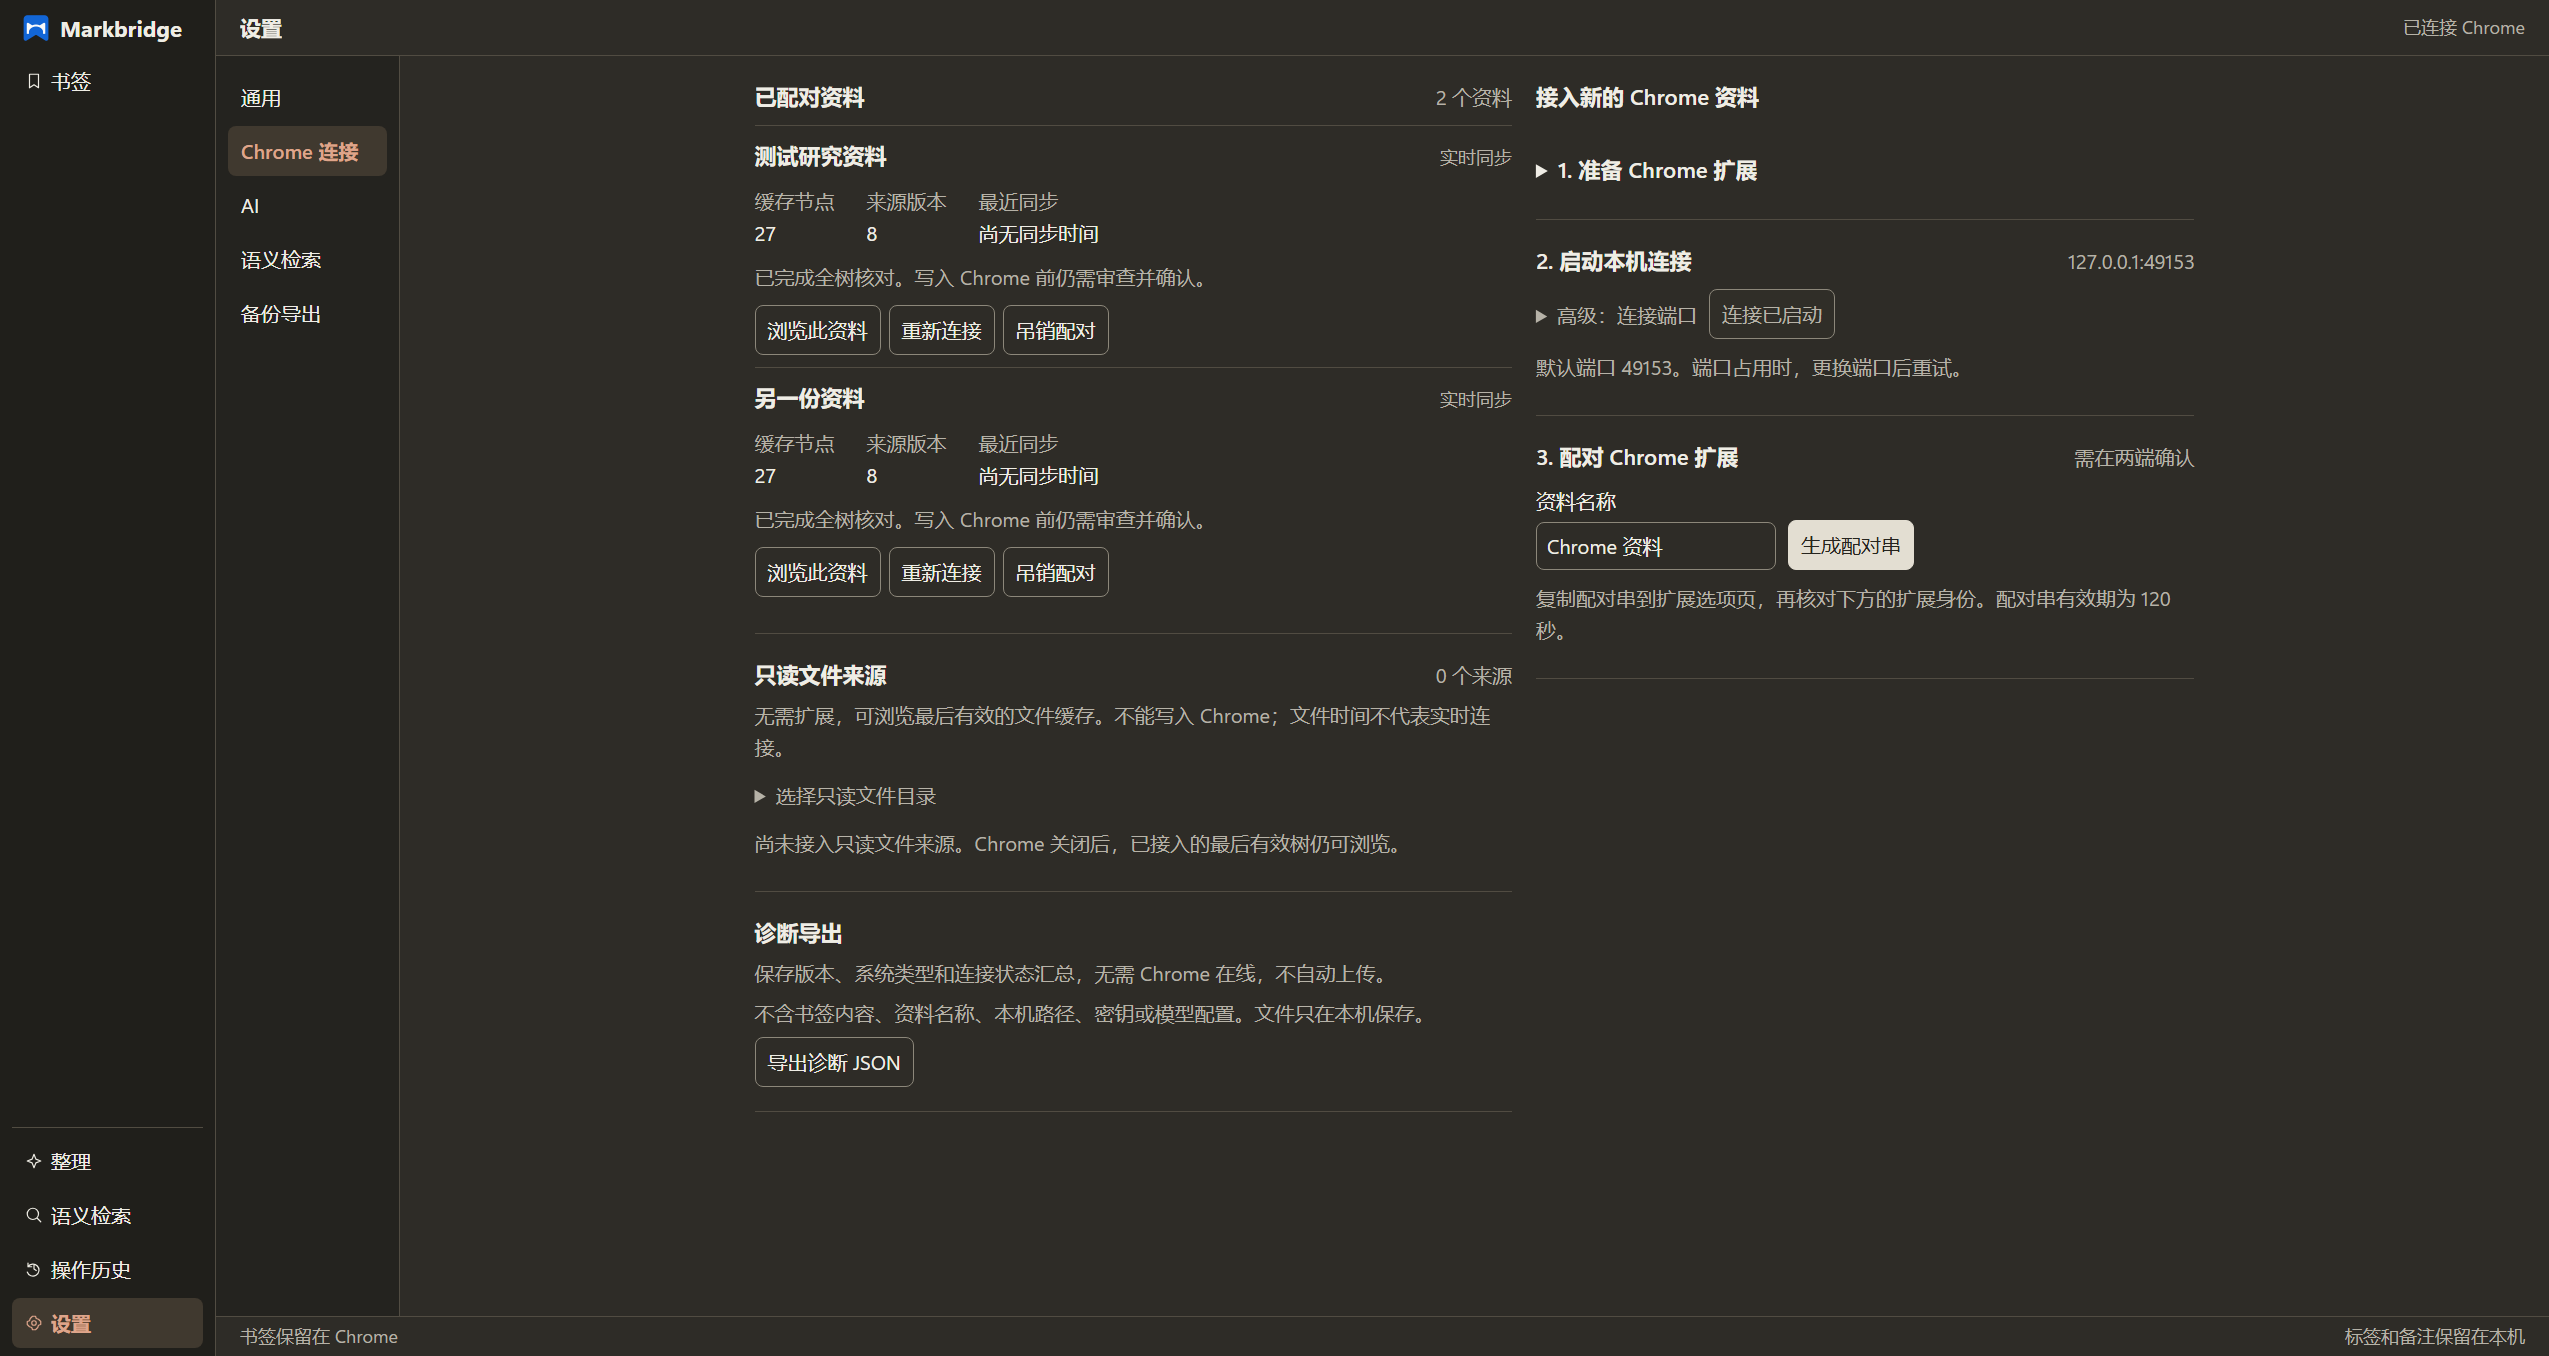 Markbridge
书签
整理
语义检索
操作历史
设置
设置
已连接 Chrome
通用
Chrome 连接
AI
语义检索
备份导出
已配对资料
2 个资料
测试研究资料
实时同步
缓存节点 来源版本 最近同步
27 8 尚无同步时间
已完成全树核对。写入 Chrome 前仍需审查并确认。
浏览此资料 重新连接 吊销配对
另一份资料
实时同步
缓存节点 来源版本 最近同步
27 8 尚无同步时间
已完成全树核对。写入 Chrome 前仍需审查并确认。
浏览此资料 重新连接 吊销配对
只读文件来源
0 个来源
无需扩展，可浏览最后有效的文件缓存。不能写入 Chrome；文件时间不代表实时连
接。
选择只读文件目录
尚未接入只读文件来源。Chrome 关闭后，已接入的最后有效树仍可浏览。
诊断导出
保存版本、系统类型和连接状态汇总，无需 Chrome 在线，不自动上传。
不含书签内容、资料名称、本机路径、密钥或模型配置。文件只在本机保存。
导出诊断 JSON
接入新的 Chrome 资料
1. 准备 Chrome 扩展
2. 启动本机连接
127.0.0.1:49153
高级：连接端口 连接已启动
默认端口 49153。端口占用时，更换端口后重试。
3. 配对 Chrome 扩展
需在两端确认
资料名称
Chrome 资料 生成配对串
复制配对串到扩展选项页，再核对下方的扩展身份。配对串有效期为 120
秒。
书签保留在 Chrome
标签和备注保留在本机